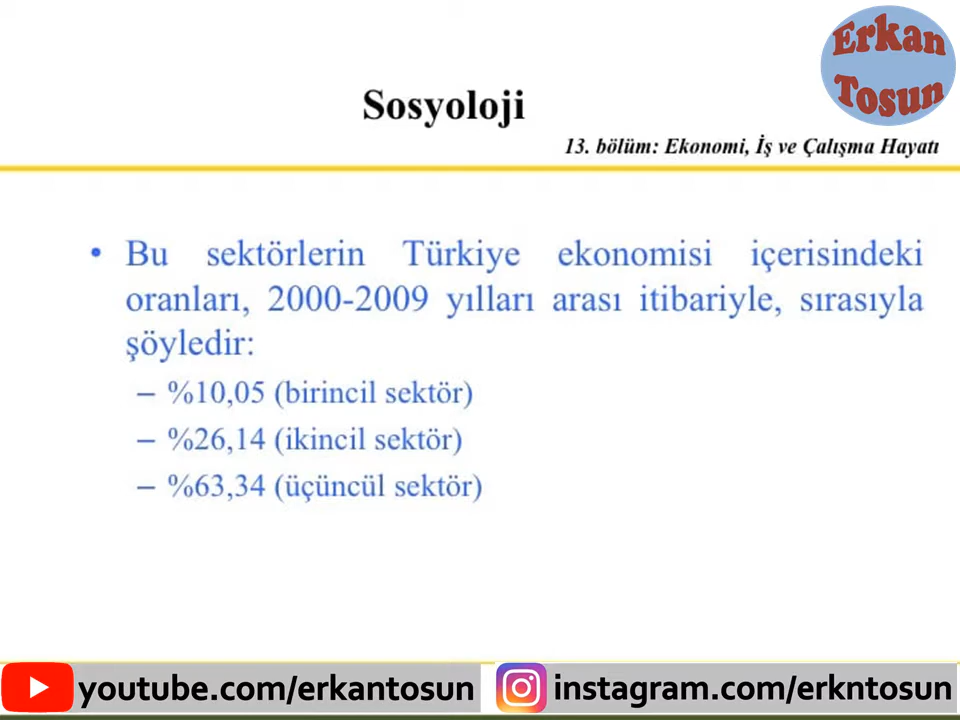 Erkan
Tosun
Sosyoloji
13. bölüm: Ekonomi, İş ve Çalışma Hayatı
• Bu sektörlerin Türkiye ekonomisi içerisindeki
oranları, 2000-2009 yılları arası itibariyle, sırasıyla
şöyledir:
– %10,05 (birincil sektör)
– %26,14 (ikincil sektör)
– %63,34 (üçüncül sektör)
youtube.com/erkantosun
instagram.com/erkntosun